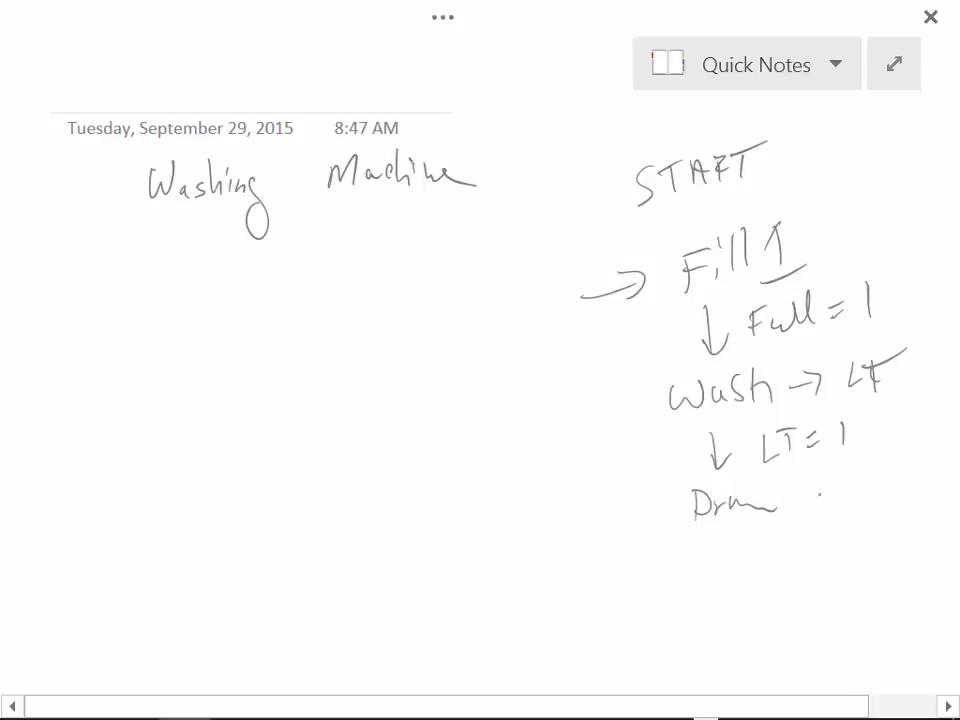 Quick Notes
Tuesday, September 29, 2015 8:47 AM
Washing Machine
START
→ Fill 1
↓ Full = 1
Wash → LT
↓ LT = 1